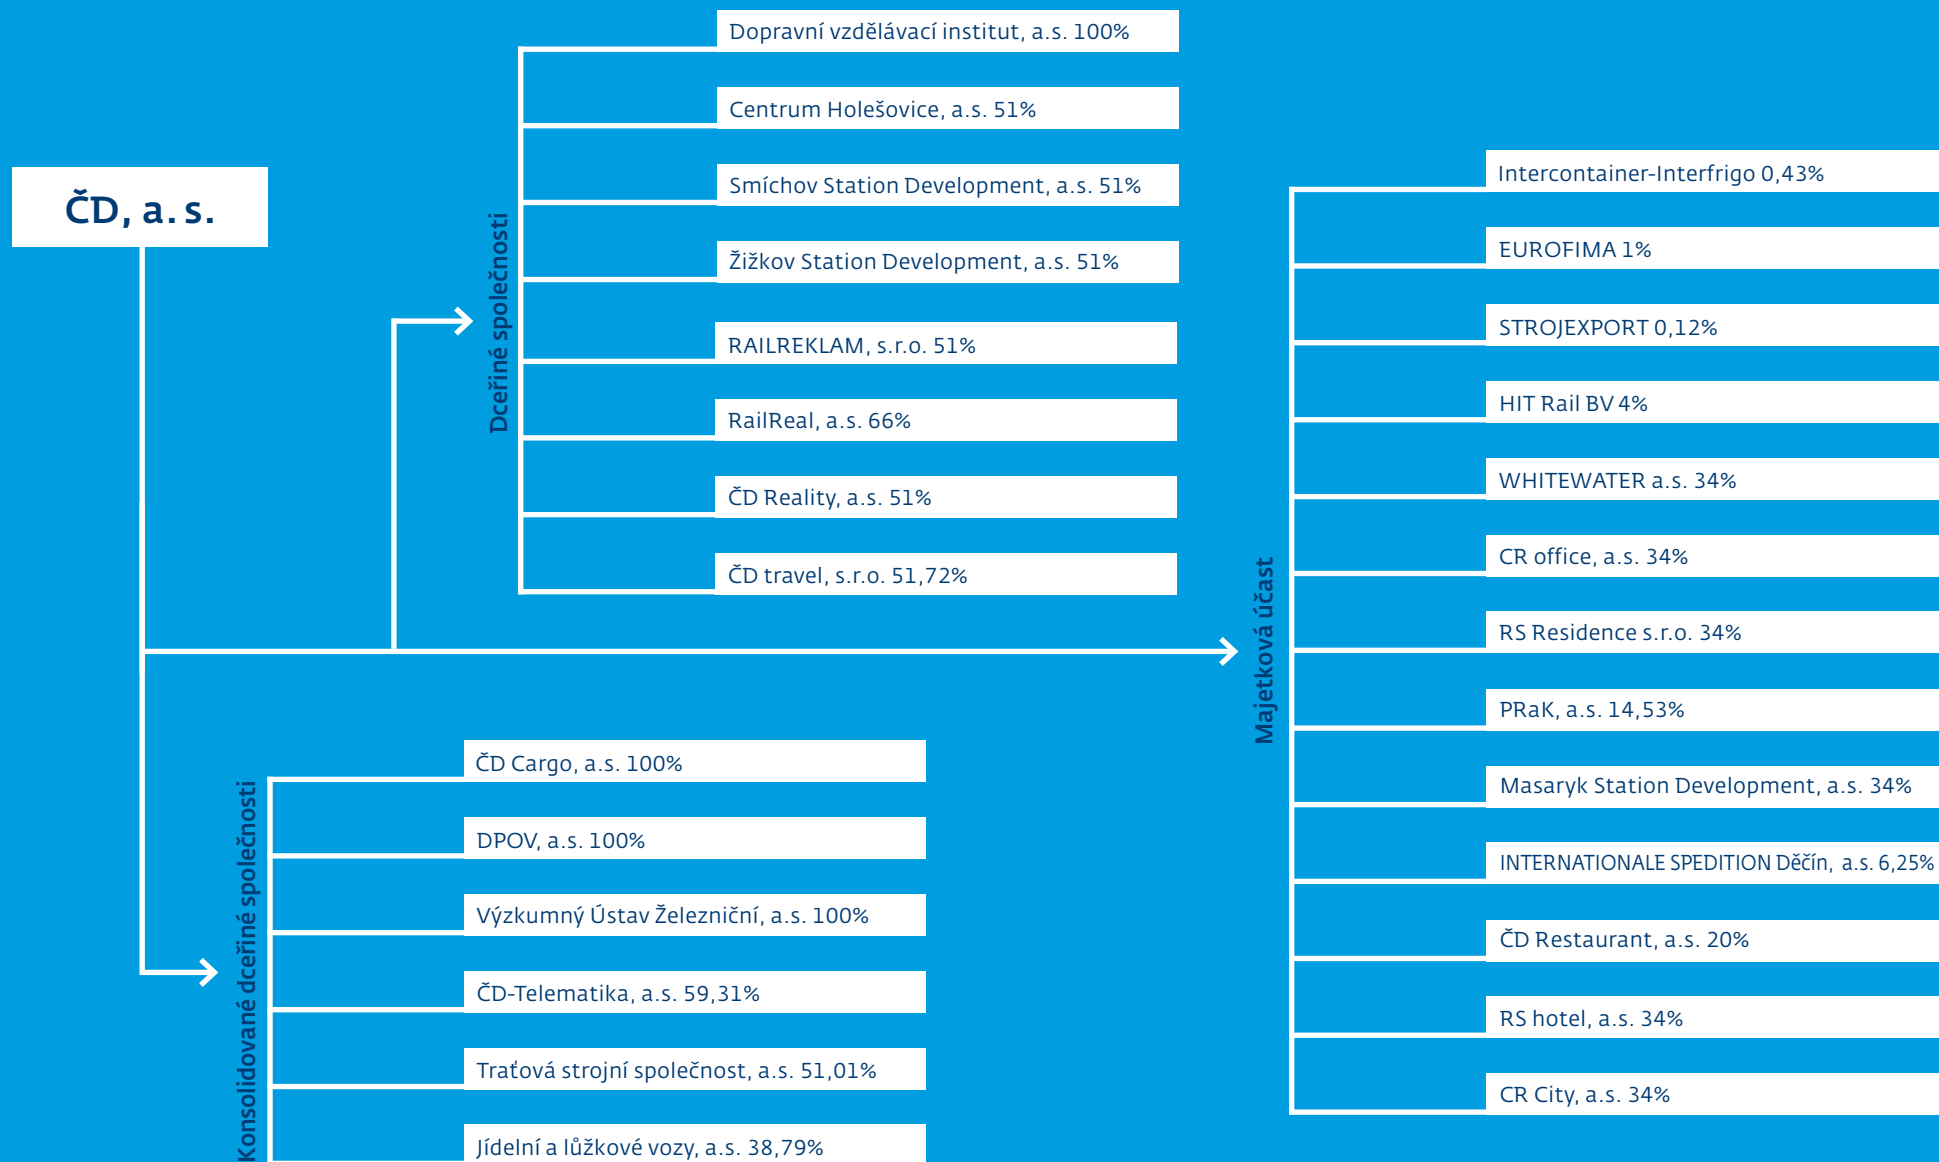 ČD, a. s.
Dceřiné společnosti
Dopravní vzdělávací institut, a.s. 100%
Centrum Holešovice, a.s. 51%
Smíchov Station Development, a.s. 51%
Žižkov Station Development, a.s. 51%
RAILREKLAM, s.r.o. 51%
RailReal, a.s. 66%
ČD Reality, a.s. 51%
ČD travel, s.r.o. 51,72%
Majetková účast
Intercontainer-Interfrigo 0,43%
EUROFIMA 1%
STROJEXPORT 0,12%
HIT Rail BV 4%
WHITEWATER a.s. 34%
CR office, a.s. 34%
RS Residence s.r.o. 34%
PRaK, a.s. 14,53%
Masaryk Station Development, a.s. 34%
INTERNATIONALE SPEDITION Děčín, a.s. 6,25%
ČD Restaurant, a.s. 20%
RS hotel, a.s. 34%
CR City, a.s. 34%
Konsolidované dceřiné společnosti
ČD Cargo, a.s. 100%
DPOV, a.s. 100%
Výzkumný Ústav Železniční, a.s. 100%
ČD-Telematika, a.s. 59,31%
Traťová strojní společnost, a.s. 51,01%
Jídelní a lůžkové vozy, a.s. 38,79%